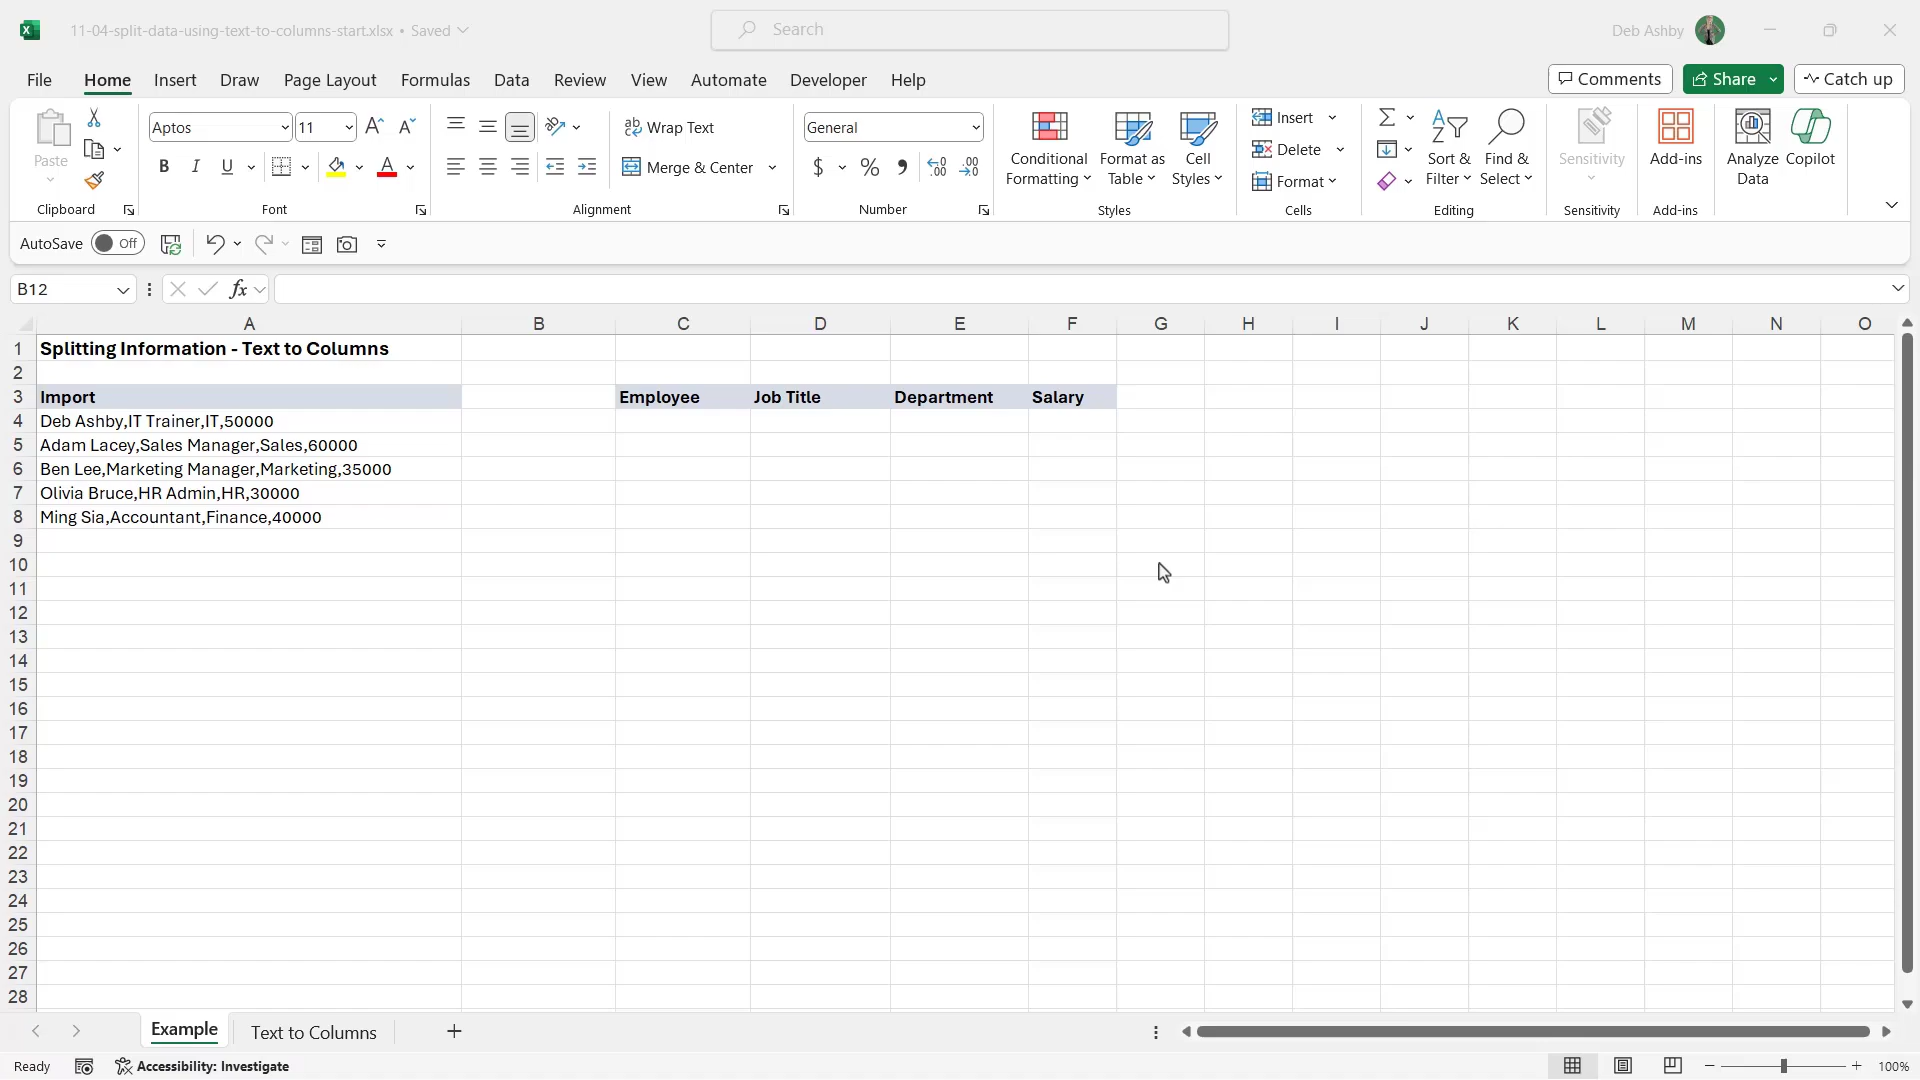 11-04-split-data-using-text-to-columns-start.xlsx • Saved
Search
Deb Ashby
File Home Insert Draw Page Layout Formulas Data Review View Automate Developer Help
Comments Share Catch up
Paste
Clipboard
Aptos 11
B I U
A
Font
Wrap Text
Merge & Center
Alignment
General
$ % ,
Number
Conditional Formatting
Format as Table
Cell Styles
Styles
Insert
Delete
Format
Cells
Sort & Filter
Find & Select
Editing
Sensitivity
Sensitivity
Add-ins
Add-ins
Analyze Data
Copilot
AutoSave Off
B12
fx
A B C D E F G H I J K L M N O
1 Splitting Information - Text to Columns
2
3 Import Employee Job Title Department Salary
4 Deb Ashby,IT Trainer,IT,50000
5 Adam Lacey,Sales Manager,Sales,60000
6 Ben Lee,Marketing Manager,Marketing,35000
7 Olivia Bruce,HR Admin,HR,30000
8 Ming Sia,Accountant,Finance,40000
9
10
11
12
13
14
15
16
17
18
19
20
21
22
23
24
25
26
27
28
Example Text to Columns
Ready Accessibility: Investigate 100%